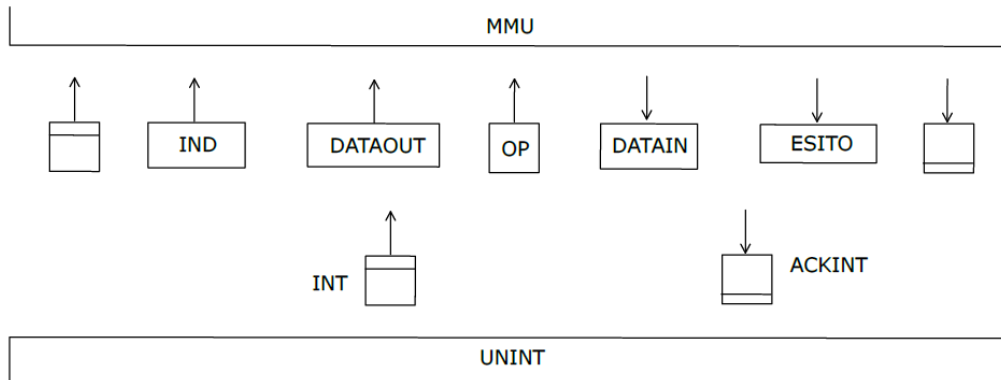 MMU
IND
DATAOUT
OP
DATAIN
ESITO
INT
ACKINT
UNINT